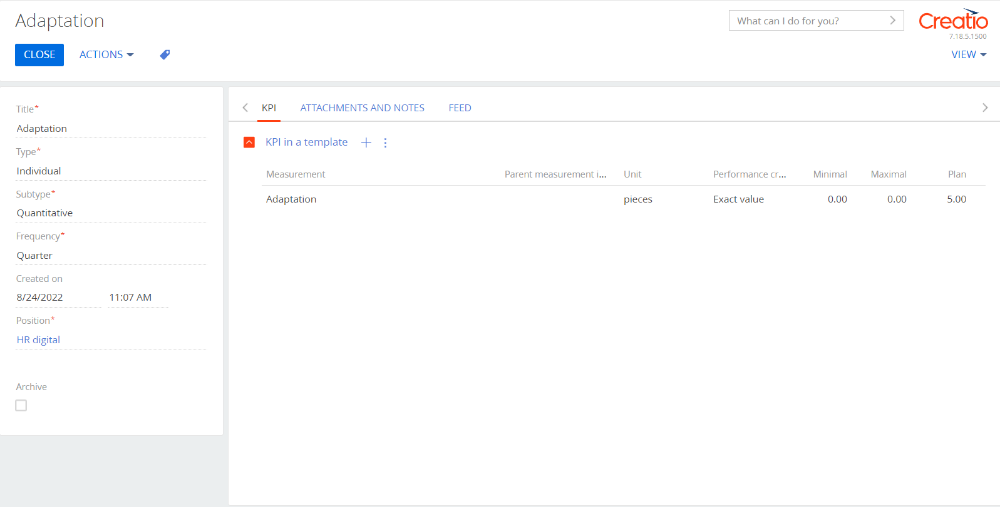 Adaptation
What can I do for you?
Creatio
7.18.5.1500
CLOSE
ACTIONS
VIEW
Title*
Adaptation
Type*
Individual
Subtype*
Quantitative
Frequency*
Quarter
Created on
8/24/2022 11:07 AM
Position*
HR digital
Archive
KPI ATTACHMENTS AND NOTES FEED
KPI in a template
Measurement Parent measurement i... Unit Performance cr... Minimal Maximal Plan
Adaptation pieces Exact value 0.00 0.00 5.00